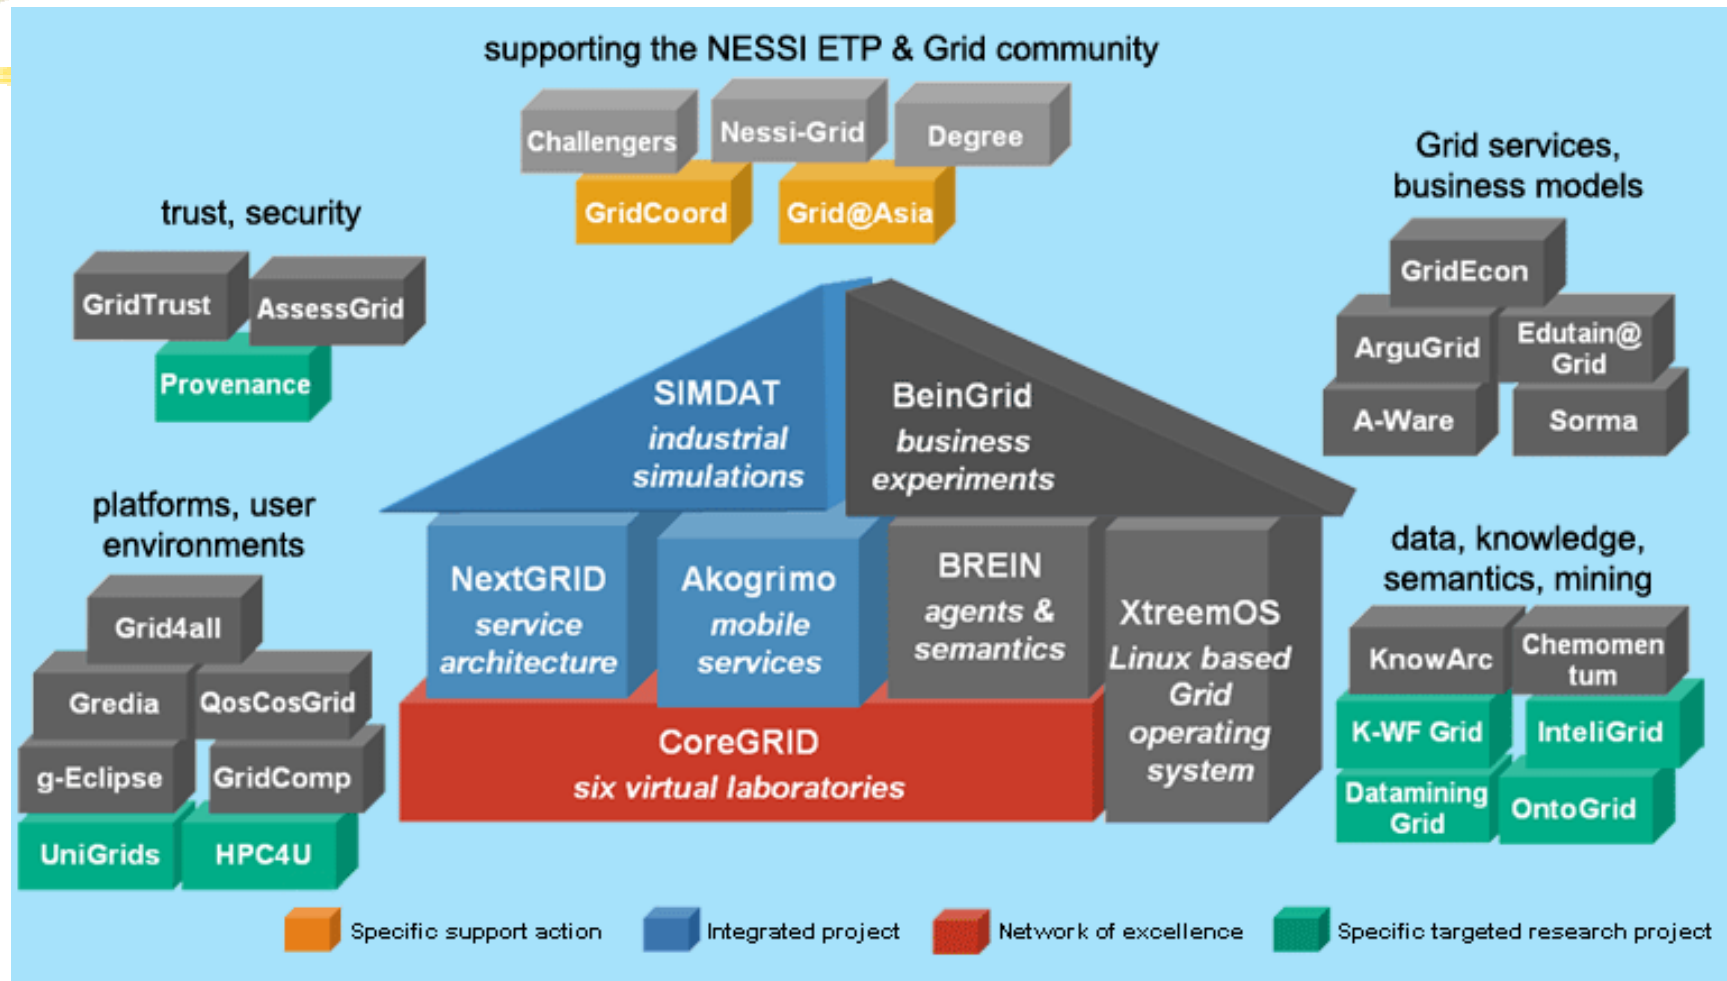 supporting the NESSI ETP & Grid community
Challengers
Nessi-Grid
Degree
GridCoord
Grid@Asia
trust, security
GridTrust
AssessGrid
Provenance
Grid services,
business models
GridEcon
ArguGrid
Edutain@
Grid
A-Ware
Sorma
SIMDAT
industrial
simulations
BeinGrid
business
experiments
platforms, user
environments
Grid4all
Gredia
QosCosGrid
g-Eclipse
GridComp
UniGrids
HPC4U
NextGRID
service
architecture
Akogrimo
mobile
services
BREIN
agents &
semantics
XtreemOS
Linux based
Grid
operating
system
CoreGRID
six virtual laboratories
data, knowledge,
semantics, mining
KnowArc
Chemomen
tum
K-WF Grid
InteliGrid
Datamining
Grid
OntoGrid
Specific support action
Integrated project
Network of excellence
Specific targeted research project